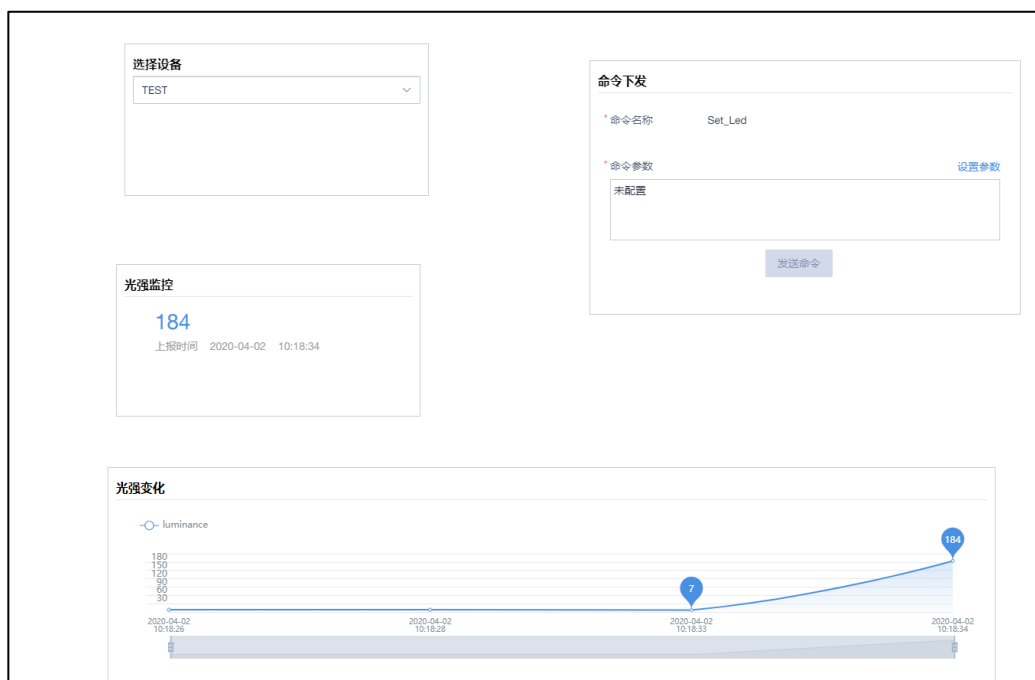 选择设备
TEST
命令下发
*命令名称 Set_Led
*命令参数 设置参数
未配置
发送命令
光强监控
184
上报时间 2020-04-02 10:18:34
光强变化
luminance
184
7
180
150
120
90
60
30
2020-04-02
10:18:26
2020-04-02
10:18:28
2020-04-02
10:18:33
2020-04-02
10:18:34